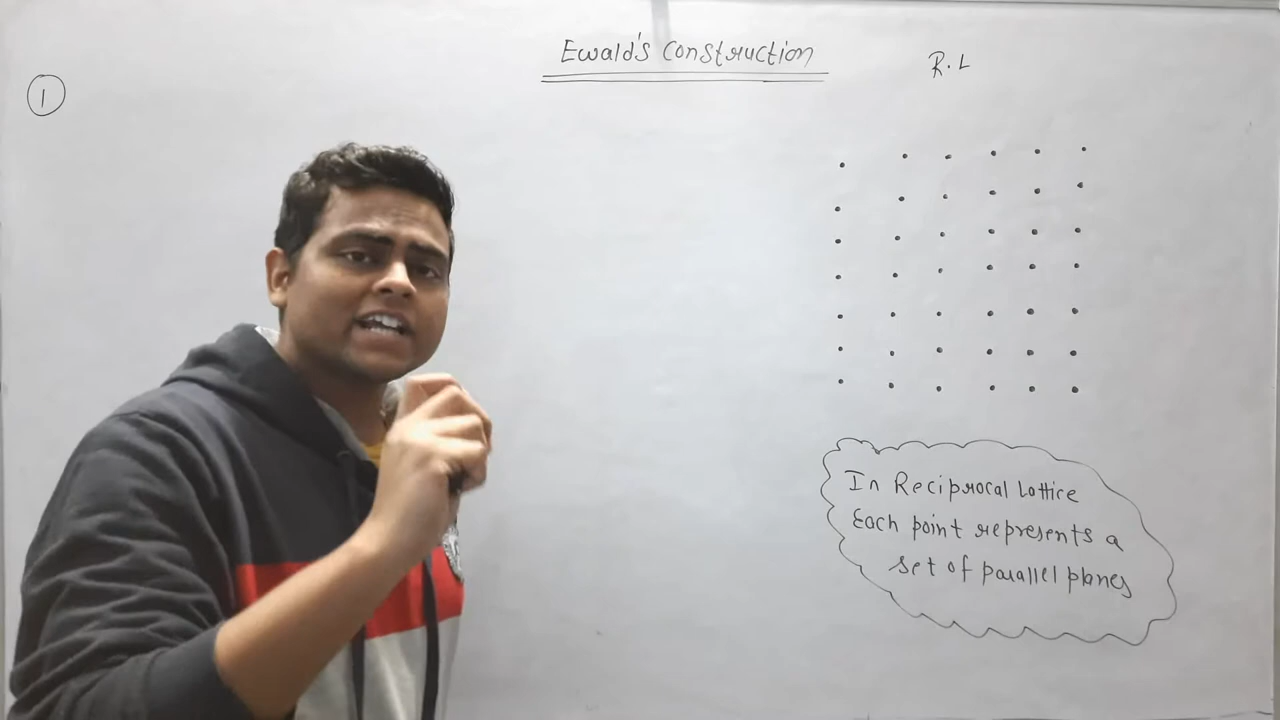 Ewald's Construction
R.L
1
In Reciprocal Lattice
Each point represents a
set of parallel planes